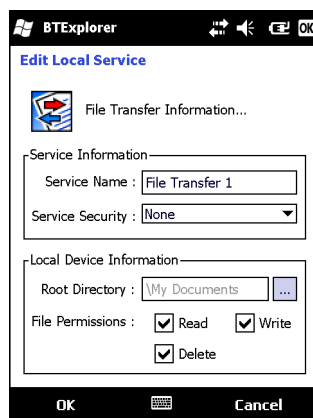 BTExplorer OK
Edit Local Service
File Transfer Information...
Service Information
Service Name : File Transfer 1
Service Security : None
Local Device Information
Root Directory : \My Documents ...
File Permissions : Read Write
Delete
OK Cancel